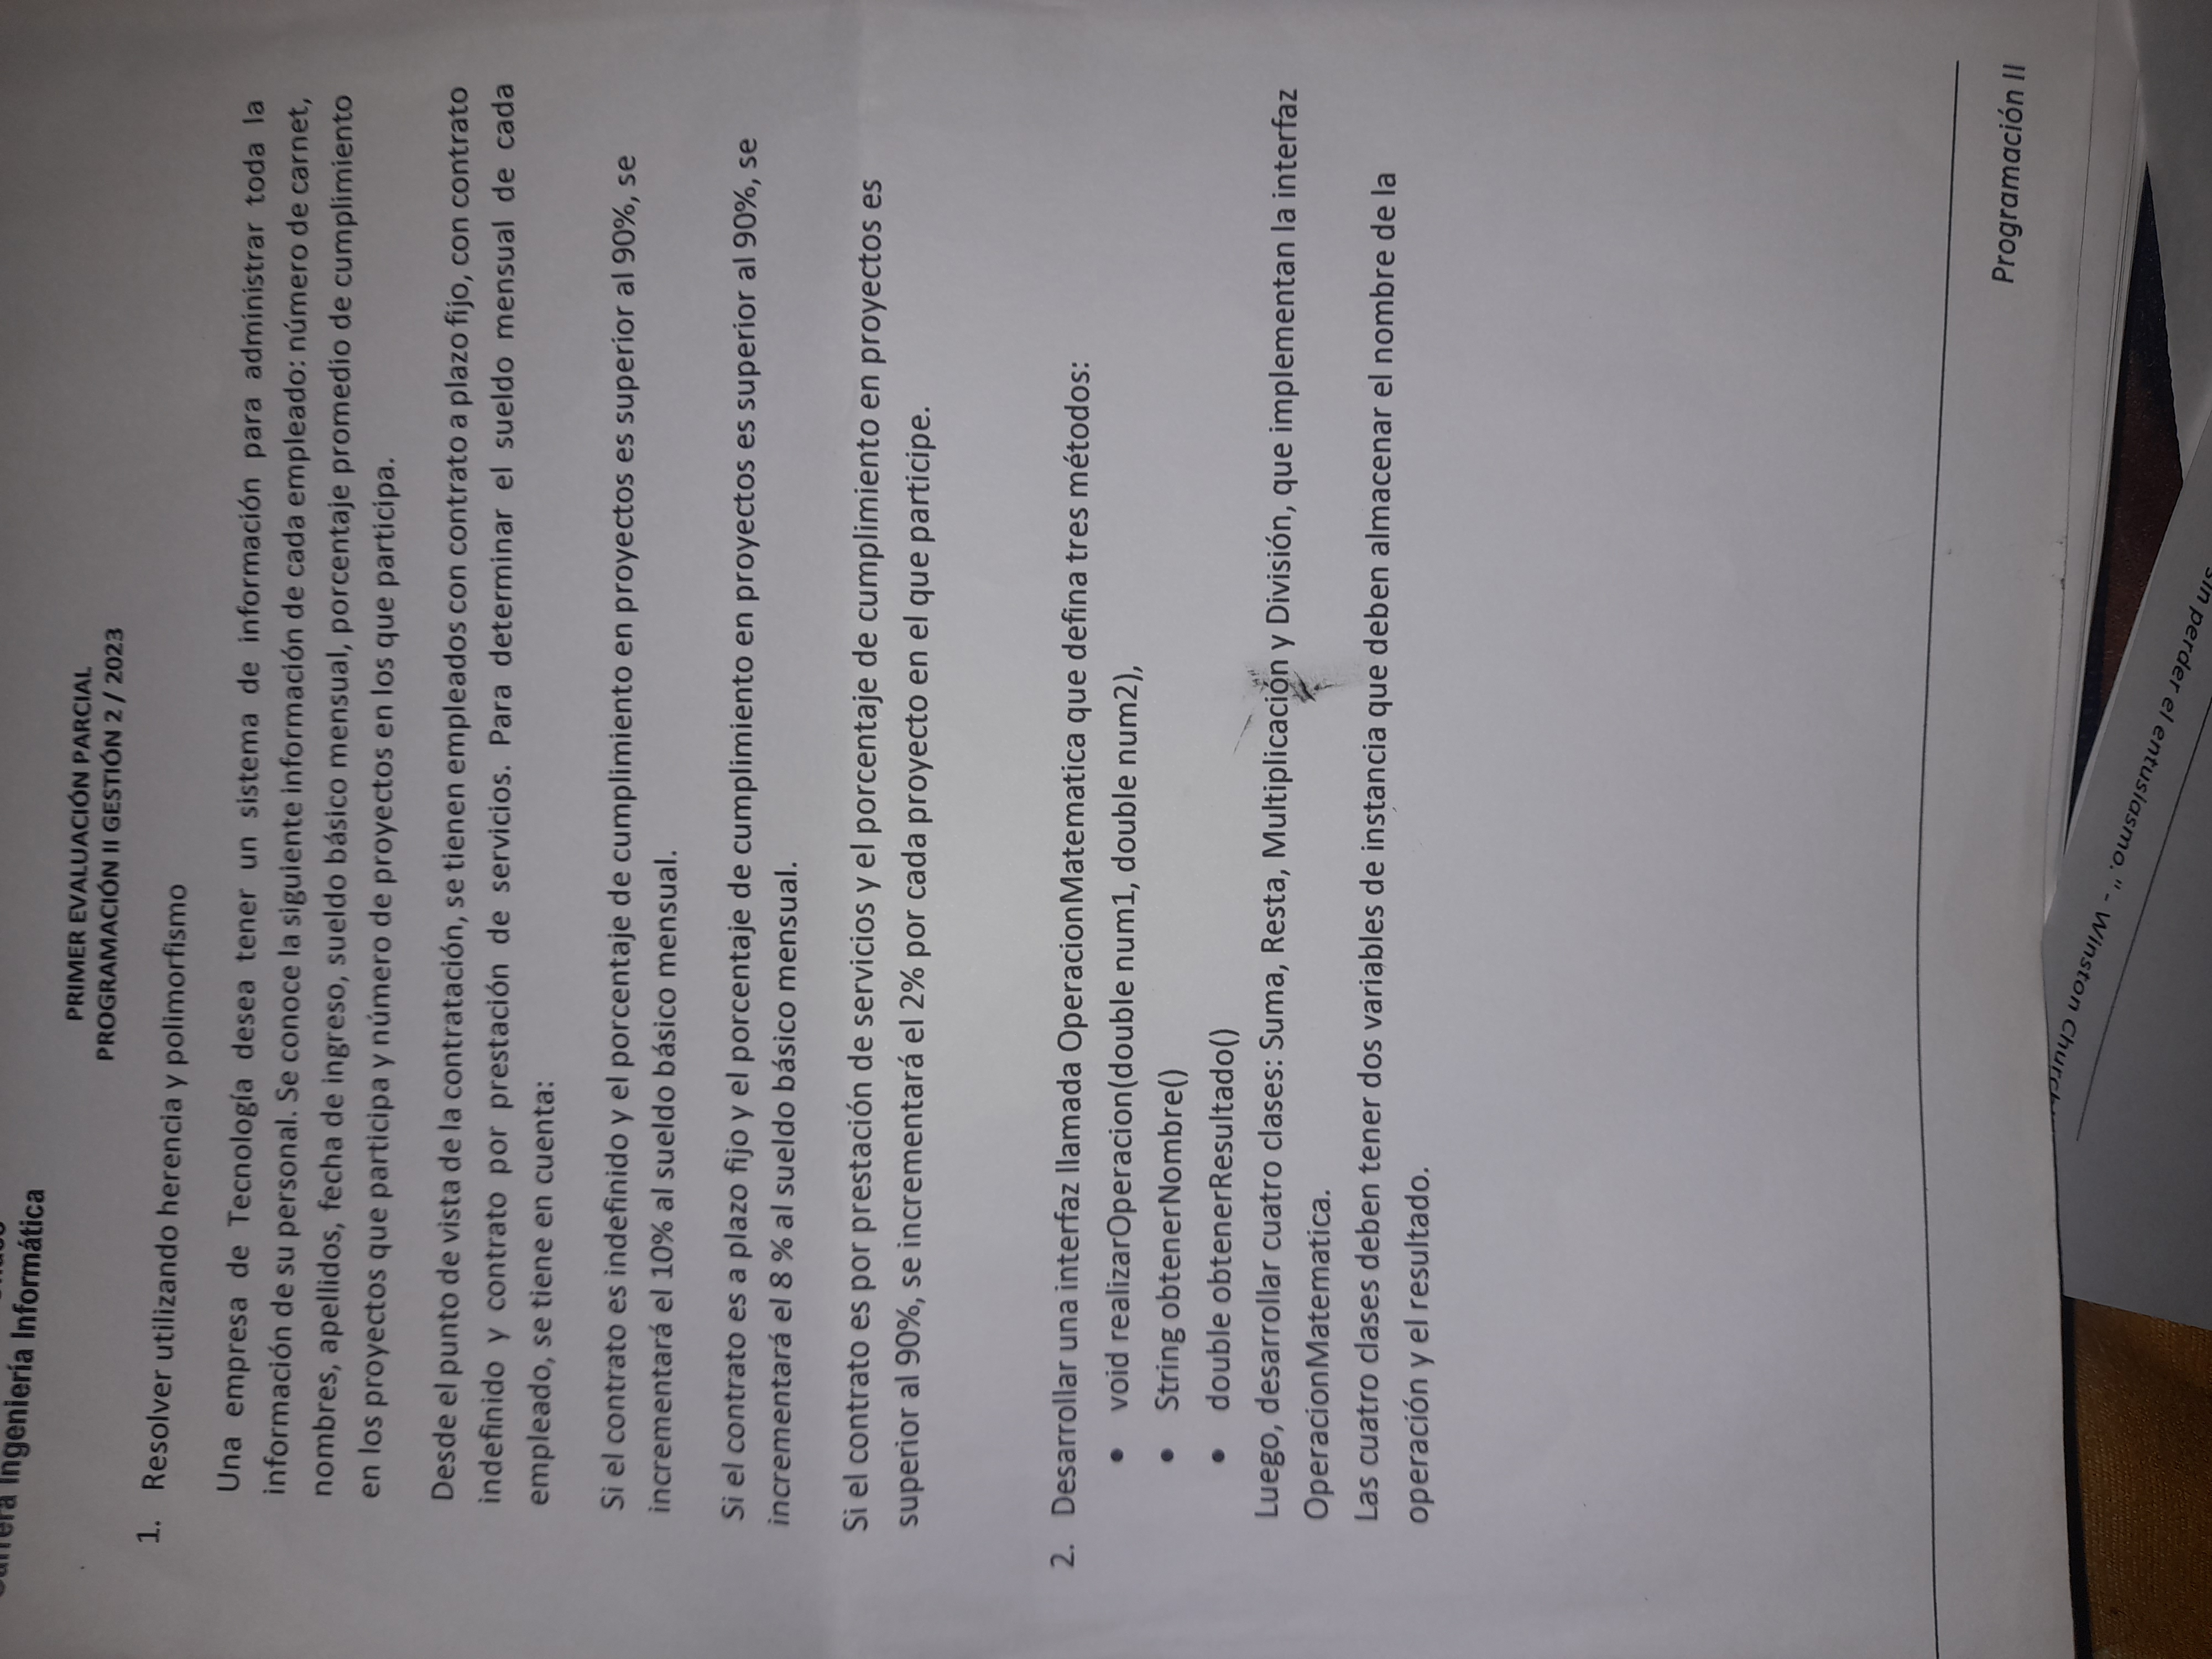 Ingeniería Informática
PRIMER EVALUACIÓN PARCIAL
PROGRAMACIÓN II GESTIÓN 2 / 2023
1. Resolver utilizando herencia y polimorfismo
Una empresa de Tecnología desea tener un sistema de información para administrar toda la
información de su personal. Se conoce la siguiente información de cada empleado: número de carnet,
nombres, apellidos, fecha de ingreso, sueldo básico mensual, porcentaje promedio de cumplimiento
en los proyectos que participa y número de proyectos en los que participa.
Desde el punto de vista de la contratación, se tienen empleados con contrato a plazo fijo, con contrato
indefinido y contrato por prestación de servicios. Para determinar el sueldo mensual de cada
empleado, se tiene en cuenta:
Si el contrato es indefinido y el porcentaje de cumplimiento en proyectos es superior al 90%, se
incrementará el 10% al sueldo básico mensual.
Si el contrato es a plazo fijo y el porcentaje de cumplimiento en proyectos es superior al 90%, se
incrementará el 8 % al sueldo básico mensual.
Si el contrato es por prestación de servicios y el porcentaje de cumplimiento en proyectos es
superior al 90%, se incrementará el 2% por cada proyecto en el que participe.
2. Desarrollar una interfaz llamada OperacionMatematica que defina tres métodos:
• void realizarOperacion(double num1, double num2),
• String obtenerNombre()
• double obtenerResultado()
Luego, desarrollar cuatro clases: Suma, Resta, Multiplicación y División, que implementan la interfaz
OperacionMatematica.
Las cuatro clases deben tener dos variables de instancia que deben almacenar el nombre de la
operación y el resultado.
Programación II
sin perder el entusiasmo." - Winston